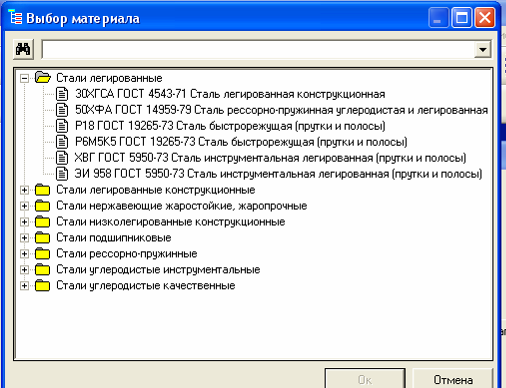 Выбор материала
Стали легированные
30ХГСА ГОСТ 4543-71 Сталь легированная конструкционная
50ХФА ГОСТ 14959-79 Сталь рессорно-пружинная углеродистая и легированная
Р18 ГОСТ 19265-73 Сталь быстрорежущая (прутки и полосы)
Р6М5К5 ГОСТ 19265-73 Сталь быстрорежущая (прутки и полосы)
ХВГ ГОСТ 5950-73 Сталь инструментальная легированная (прутки и полосы)
ЭИ 958 ГОСТ 5950-73 Сталь инструментальная легированная (прутки и полосы)
Стали легированные конструкционные
Стали нержавеющие жаростойкие, жаропрочные
Стали низколегированные конструкционные
Стали подшипниковые
Стали рессорно-пружинные
Стали углеродистые инструментальные
Стали углеродистые качественные
Ок Отмена